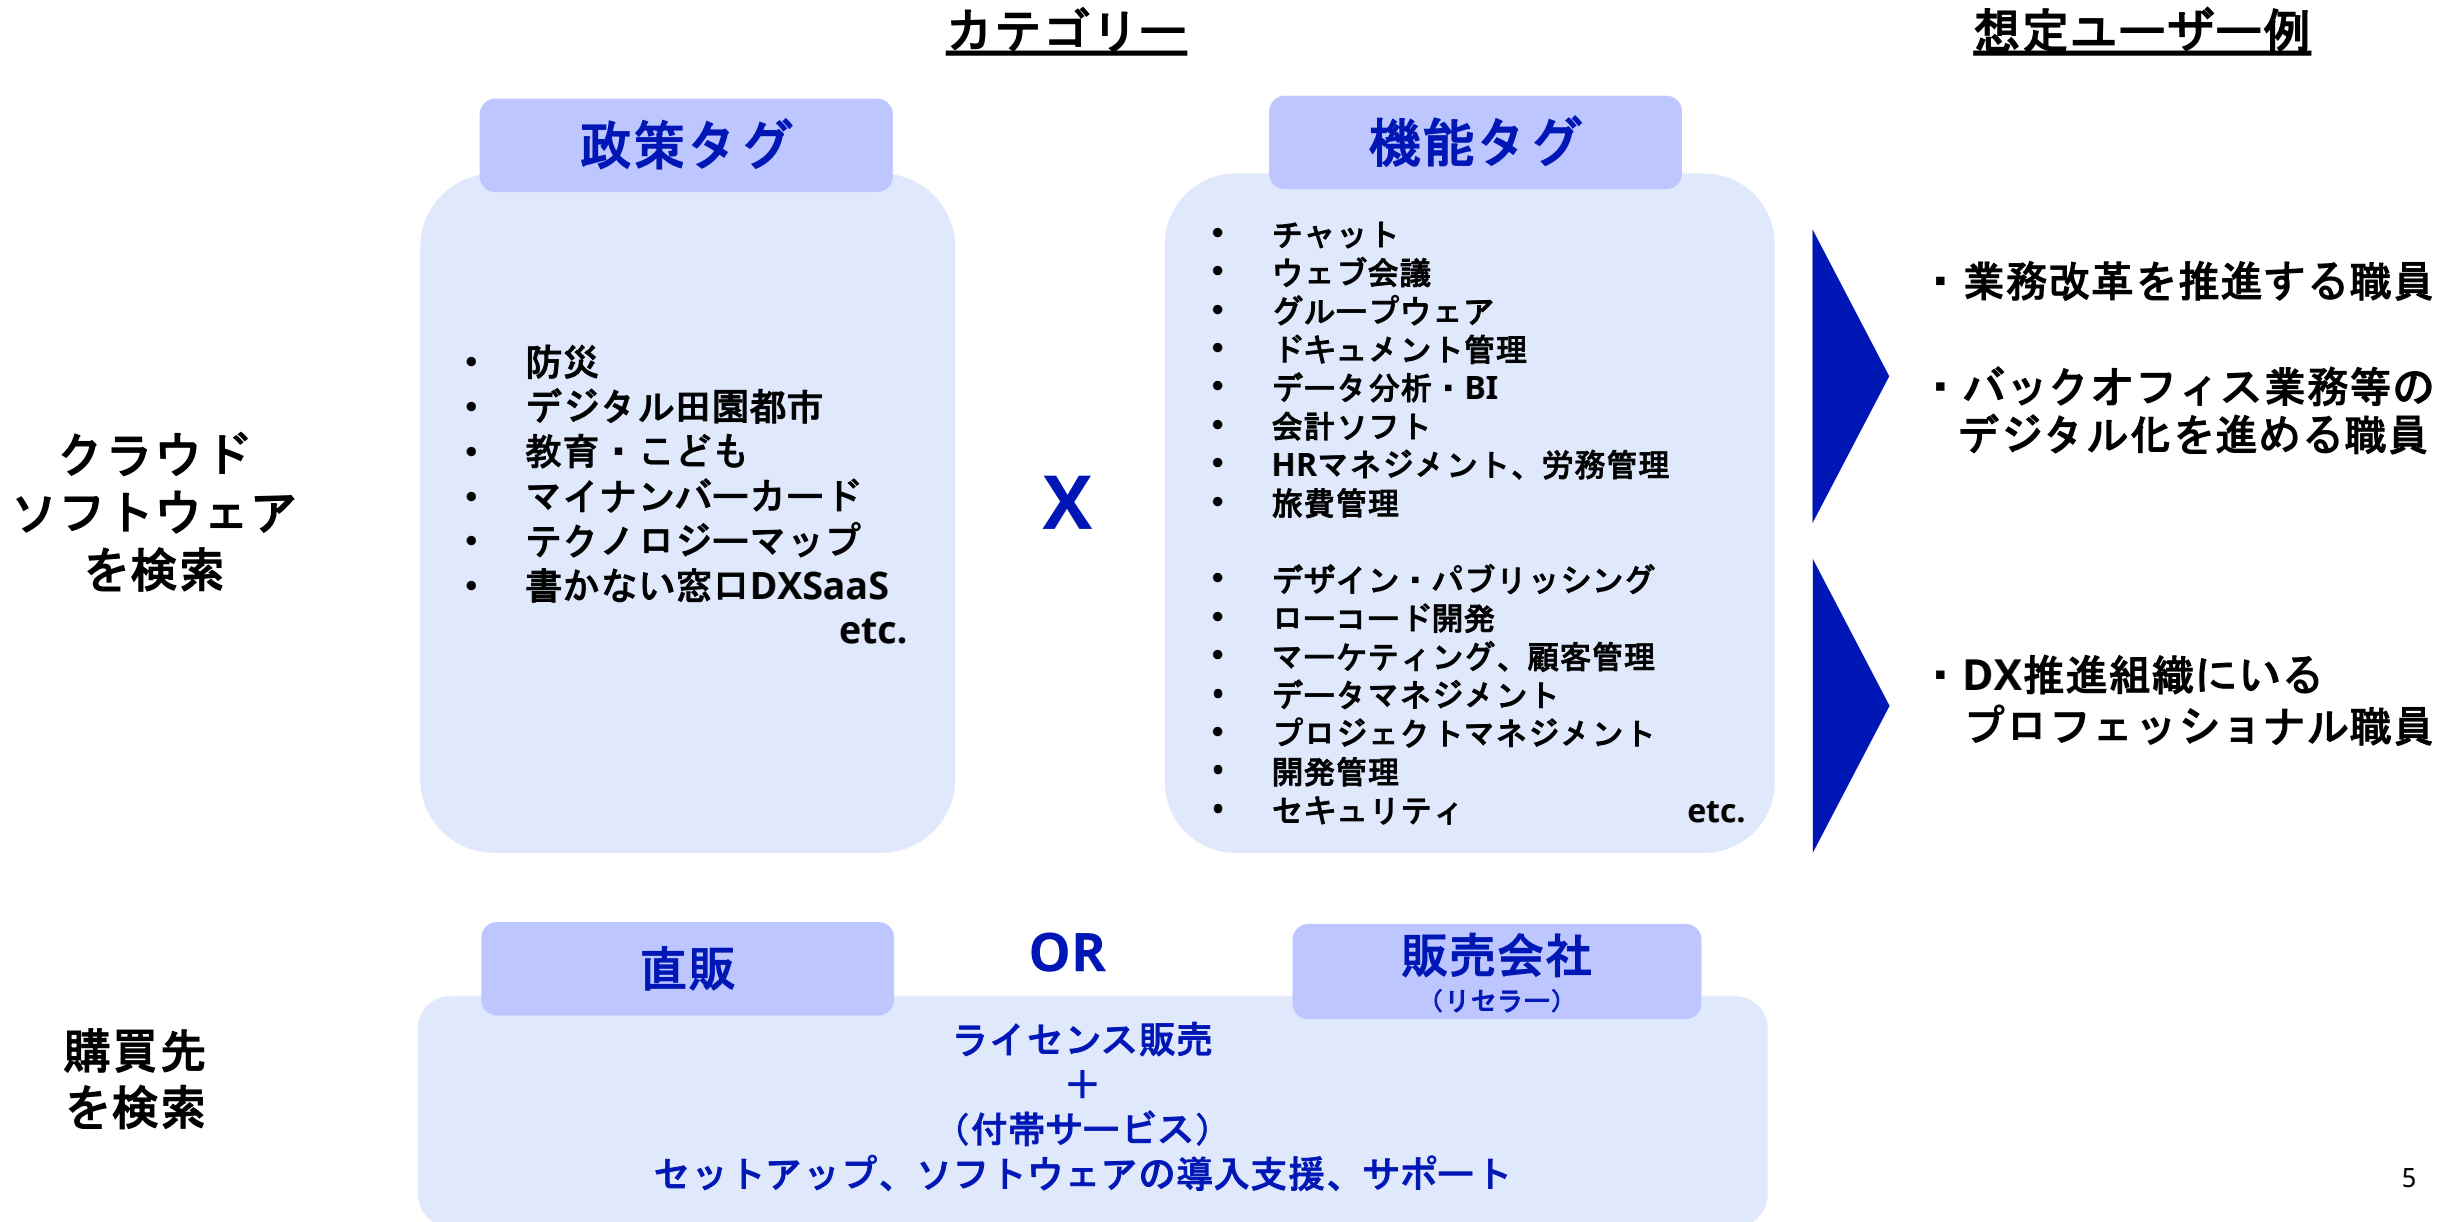 カテゴリー
想定ユーザー例
クラウド
ソフトウェア
を検索
政策タグ
• 防災
• デジタル田園都市
• 教育・こども
• マイナンバーカード
• テクノロジーマップ
• 書かない窓口DXSaaS
etc.
X
機能タグ
• チャット
• ウェブ会議
• グループウェア
• ドキュメント管理
• データ分析・BI
• 会計ソフト
• HRマネジメント、労務管理
• 旅費管理
• デザイン・パブリッシング
• ローコード開発
• マーケティング、顧客管理
• データマネジメント
• プロジェクトマネジメント
• 開発管理
• セキュリティ etc.
・業務改革を推進する職員
・バックオフィス業務等の
デジタル化を進める職員
・DX推進組織にいる
プロフェッショナル職員
購買先
を検索
直販
OR
販売会社
（リセラー）
ライセンス販売
＋
（付帯サービス）
セットアップ、ソフトウェアの導入支援、サポート
5